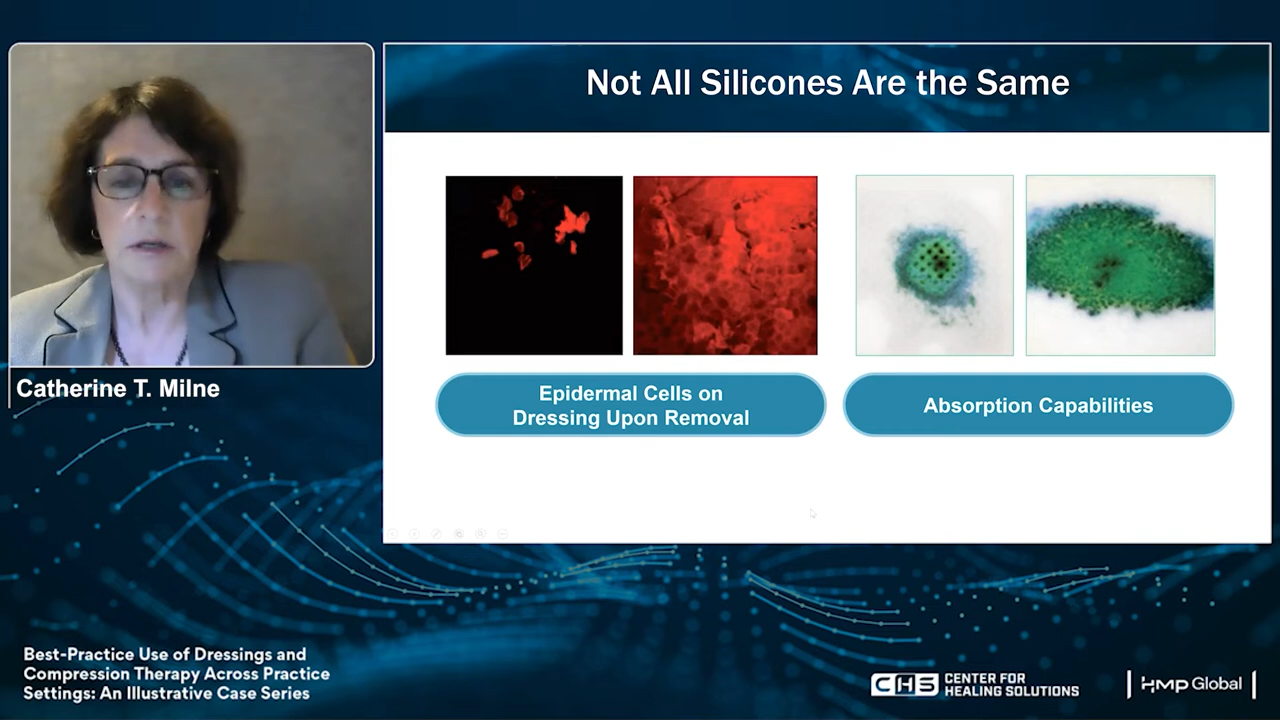 Not All Silicones Are the Same
Epidermal Cells on
Dressing Upon Removal
Absorption Capabilities
Catherine T. Milne
Best-Practice Use of Dressings and
Compression Therapy Across Practice
Settings: An Illustrative Case Series
CHS CENTER FOR
HEALING SOLUTIONS
HMP Global